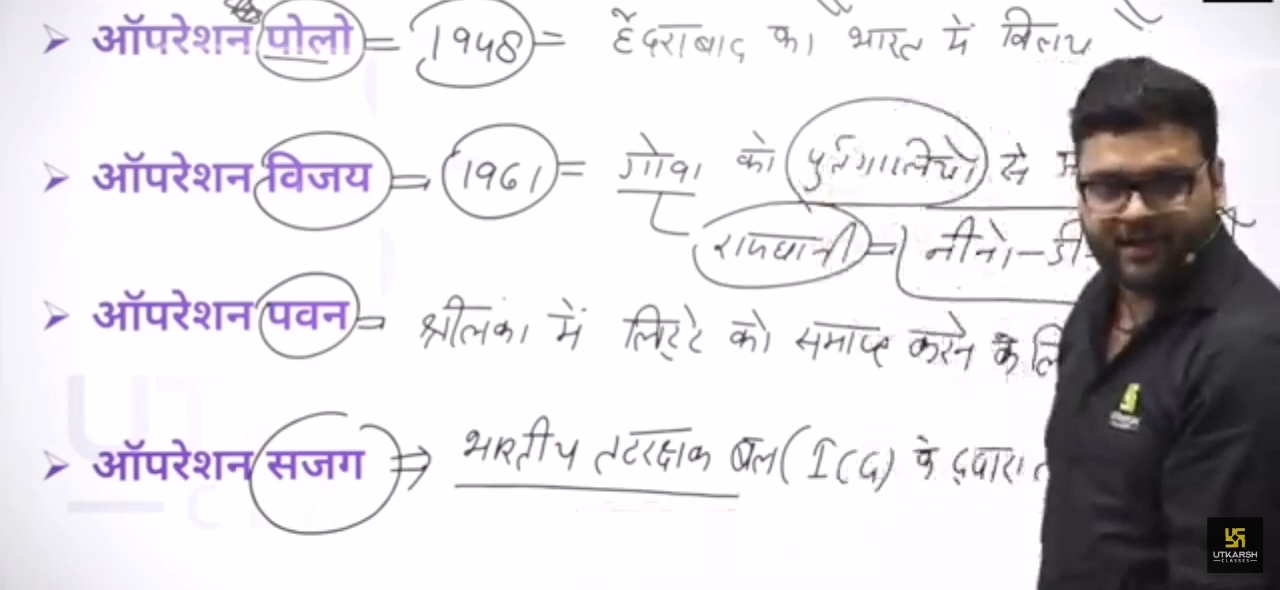 ➤ ऑपरेशन पोलो = 1948 = हैदराबाद का भारत में विलय
➤ ऑपरेशन विजय = 1961 = गोवा को पुर्तगालियों से
राजधानी =
➤ ऑपरेशन पवन = श्रीलंका में लिट्टे को समाप्त करने के
➤ ऑपरेशन सजग ⇒ भारतीय तटरक्षक बल (ICG) के द्वारा
UTKARSH
CLASSES